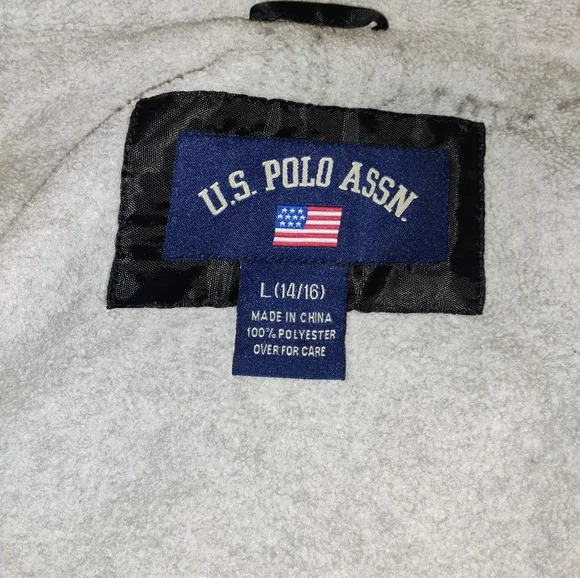 U.S. POLO ASSN.
L (14/16)
MADE IN CHINA
100% POLYESTER
OVER FOR CARE